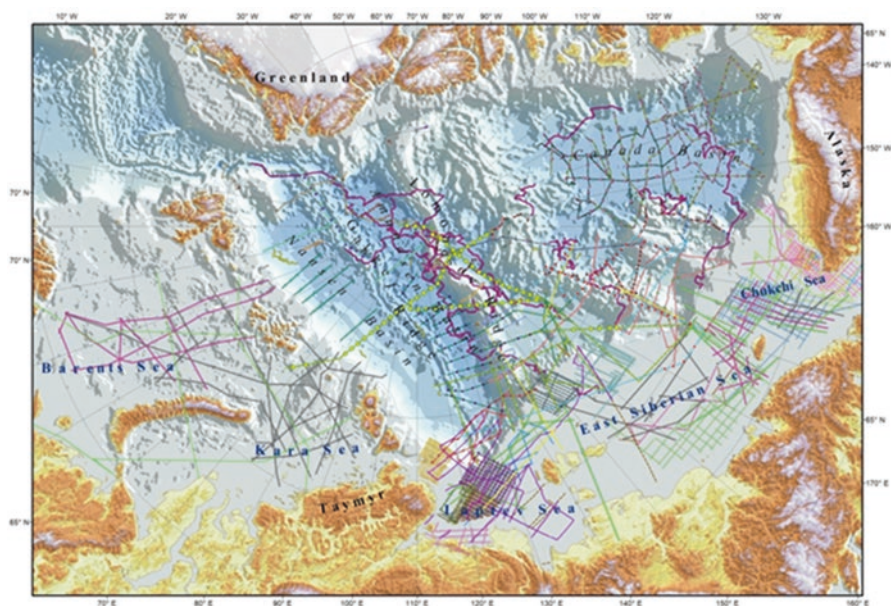 10° W 20° W 30° W 40° W 50° W 60° W 70° W 80° W 90° W 100° W 110° W 120° W 130° W
65° N
140° W
150° W
160° W
170° E
70° N
70° N
65° N
Greenland
Alaska
Canada Basin
Nansen
Basin
Gakkel
Ridge
Chukchi Sea
Barents Sea
East Siberian Sea
Kara Sea
Taymyr
Laptev Sea
70° E 80° E 90° E 100° E 110° E 120° E 130° E 140° E 150° E 160° E